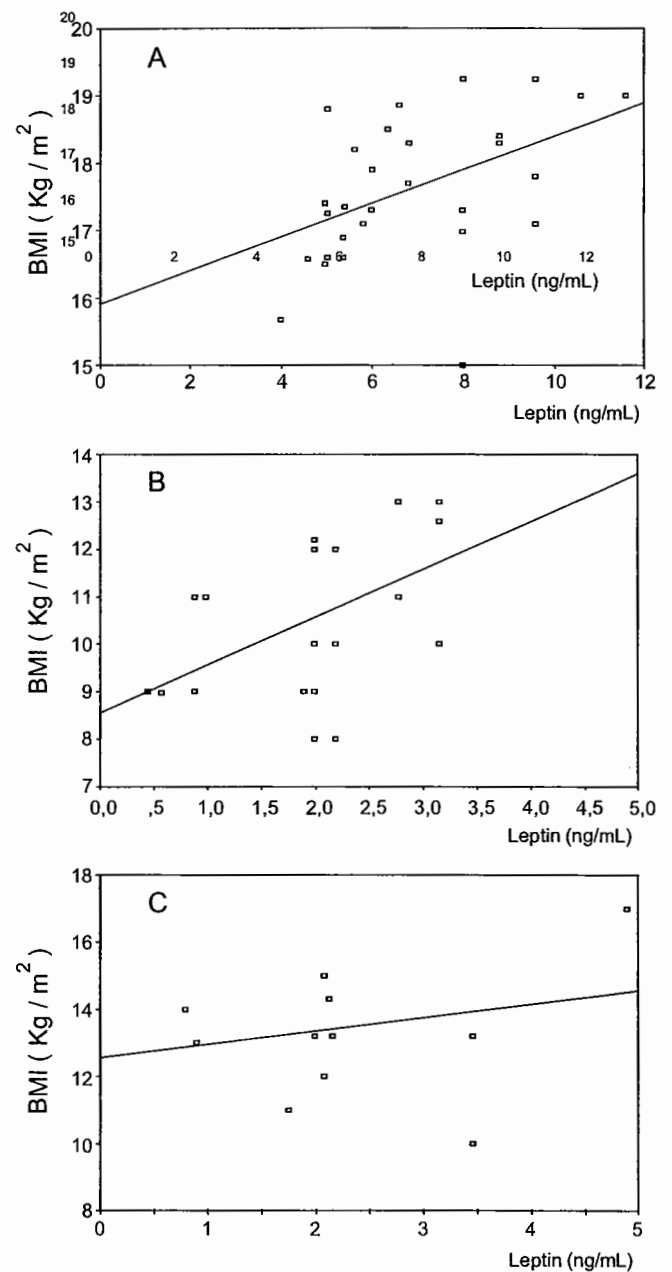 20
20
A
19
19
18
18
17
17
16
15
0 2 4 6 8 10 12
Leptin (ng/mL)
16
15
0 2 4 6 8 10 12
Leptin (ng/mL)
BMI ( Kg / m²)
14
B
13
12
11
10
9
8
7
0,0 ,5 1,0 1,5 2,0 2,5 3,0 3,5 4,0 4,5 5,0
Leptin (ng/mL)
BMI ( Kg / m²)
18
C
16
14
12
10
8
0 1 2 3 4 5
Leptin (ng/mL)
BMI ( Kg / m²)